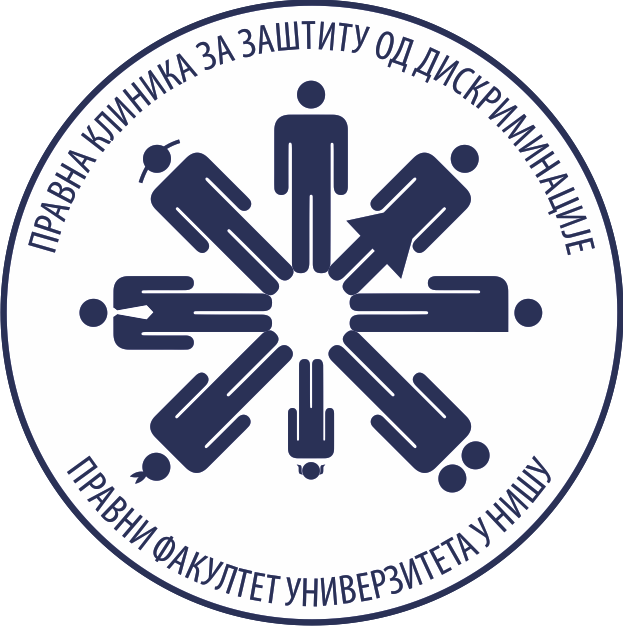 ПРАВНА КЛИНИКА ЗА ЗАШТИТУ ОД ДИСКРИМИНАЦИЈЕ
ПРАВНИ ФАКУЛТЕТ УНИВЕРЗИТЕТА У НИШУ